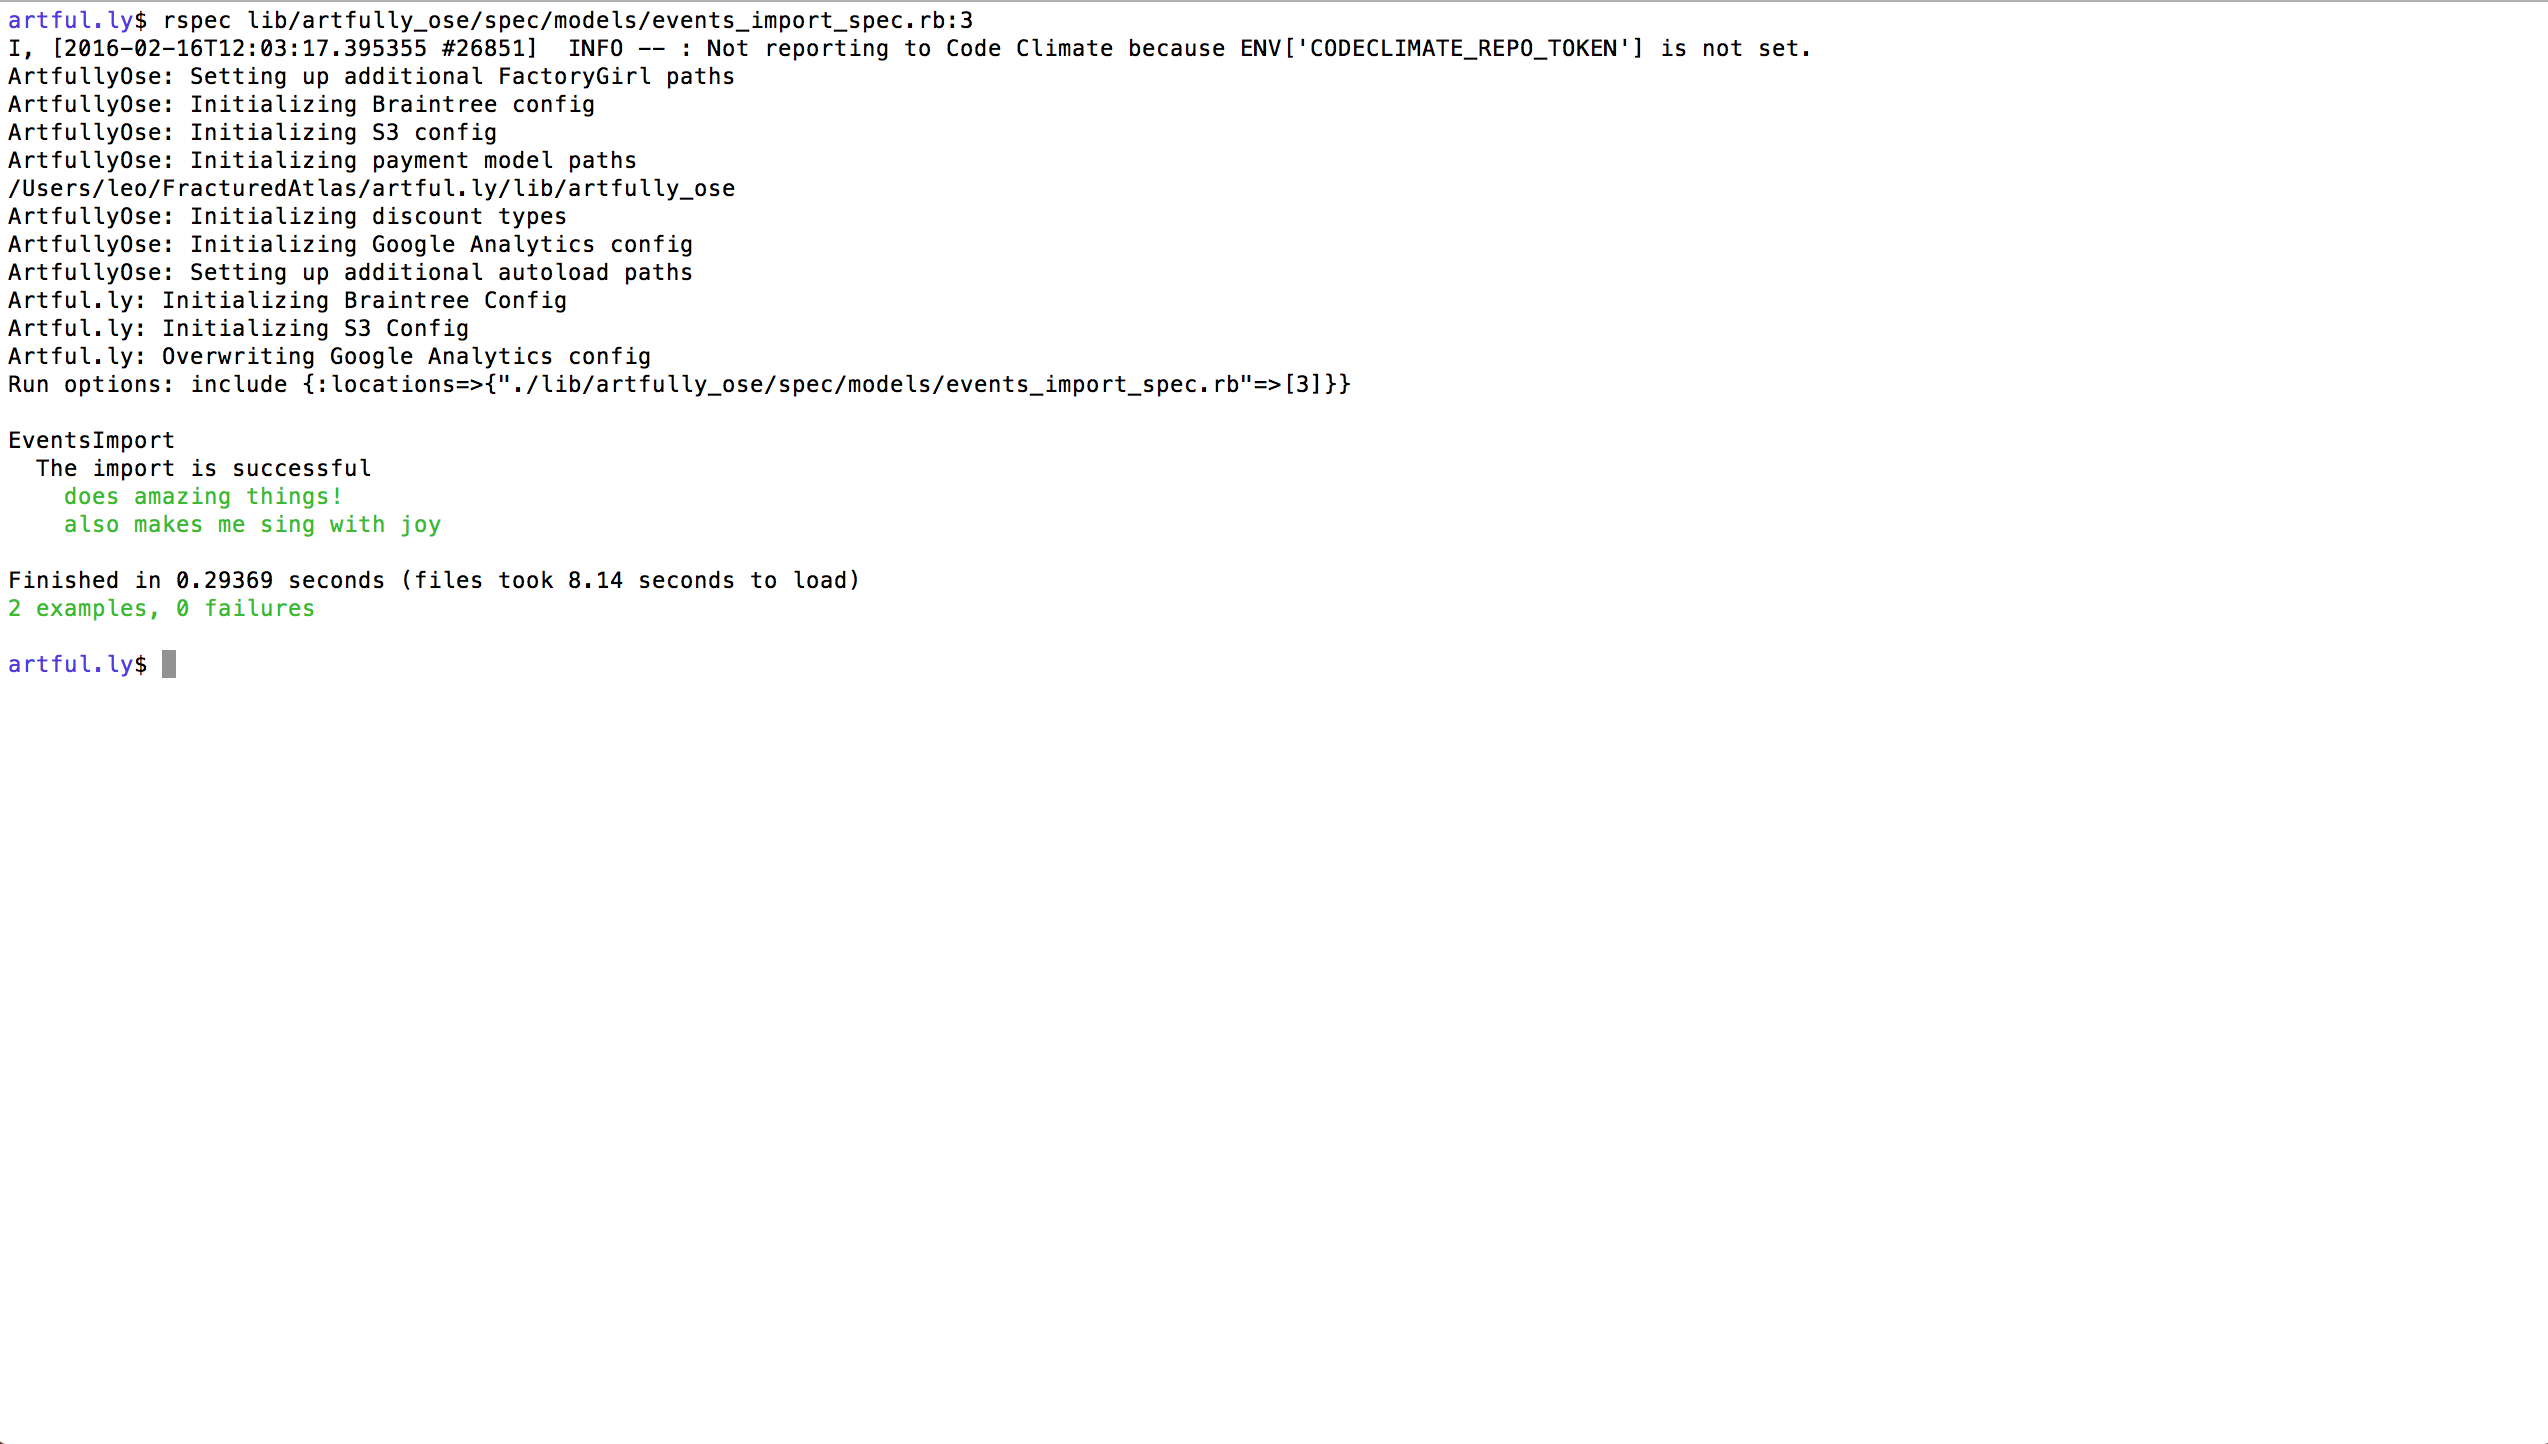 artful.ly$ rspec lib/artfully_ose/spec/models/events_import_spec.rb:3
I, [2016-02-16T12:03:17.395355 #26851]  INFO -- : Not reporting to Code Climate because ENV['CODECLIMATE_REPO_TOKEN'] is not set.
ArtfullyOse: Setting up additional FactoryGirl paths
ArtfullyOse: Initializing Braintree config
ArtfullyOse: Initializing S3 config
ArtfullyOse: Initializing payment model paths
/Users/leo/FracturedAtlas/artful.ly/lib/artfully_ose
ArtfullyOse: Initializing discount types
ArtfullyOse: Initializing Google Analytics config
ArtfullyOse: Setting up additional autoload paths
Artful.ly: Initializing Braintree Config
Artful.ly: Initializing S3 Config
Artful.ly: Overwriting Google Analytics config
Run options: include {:locations=>{"./lib/artfully_ose/spec/models/events_import_spec.rb"=>[3]}}
EventsImport
  The import is successful
    does amazing things!
    also makes me sing with joy
Finished in 0.29369 seconds (files took 8.14 seconds to load)
2 examples, 0 failures
artful.ly$